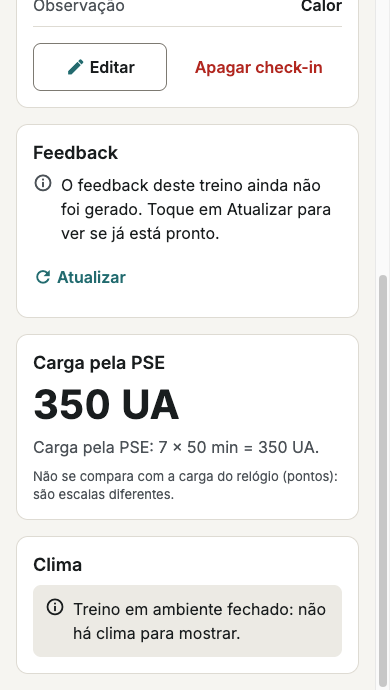 Observação Calor
Editar Apagar check-in
Feedback
O feedback deste treino ainda não
foi gerado. Toque em Atualizar para
ver se já está pronto.
Atualizar
Carga pela PSE
350 UA
Carga pela PSE: 7 × 50 min = 350 UA.
Não se compara com a carga do relógio (pontos):
são escalas diferentes.
Clima
Treino em ambiente fechado: não
há clima para mostrar.